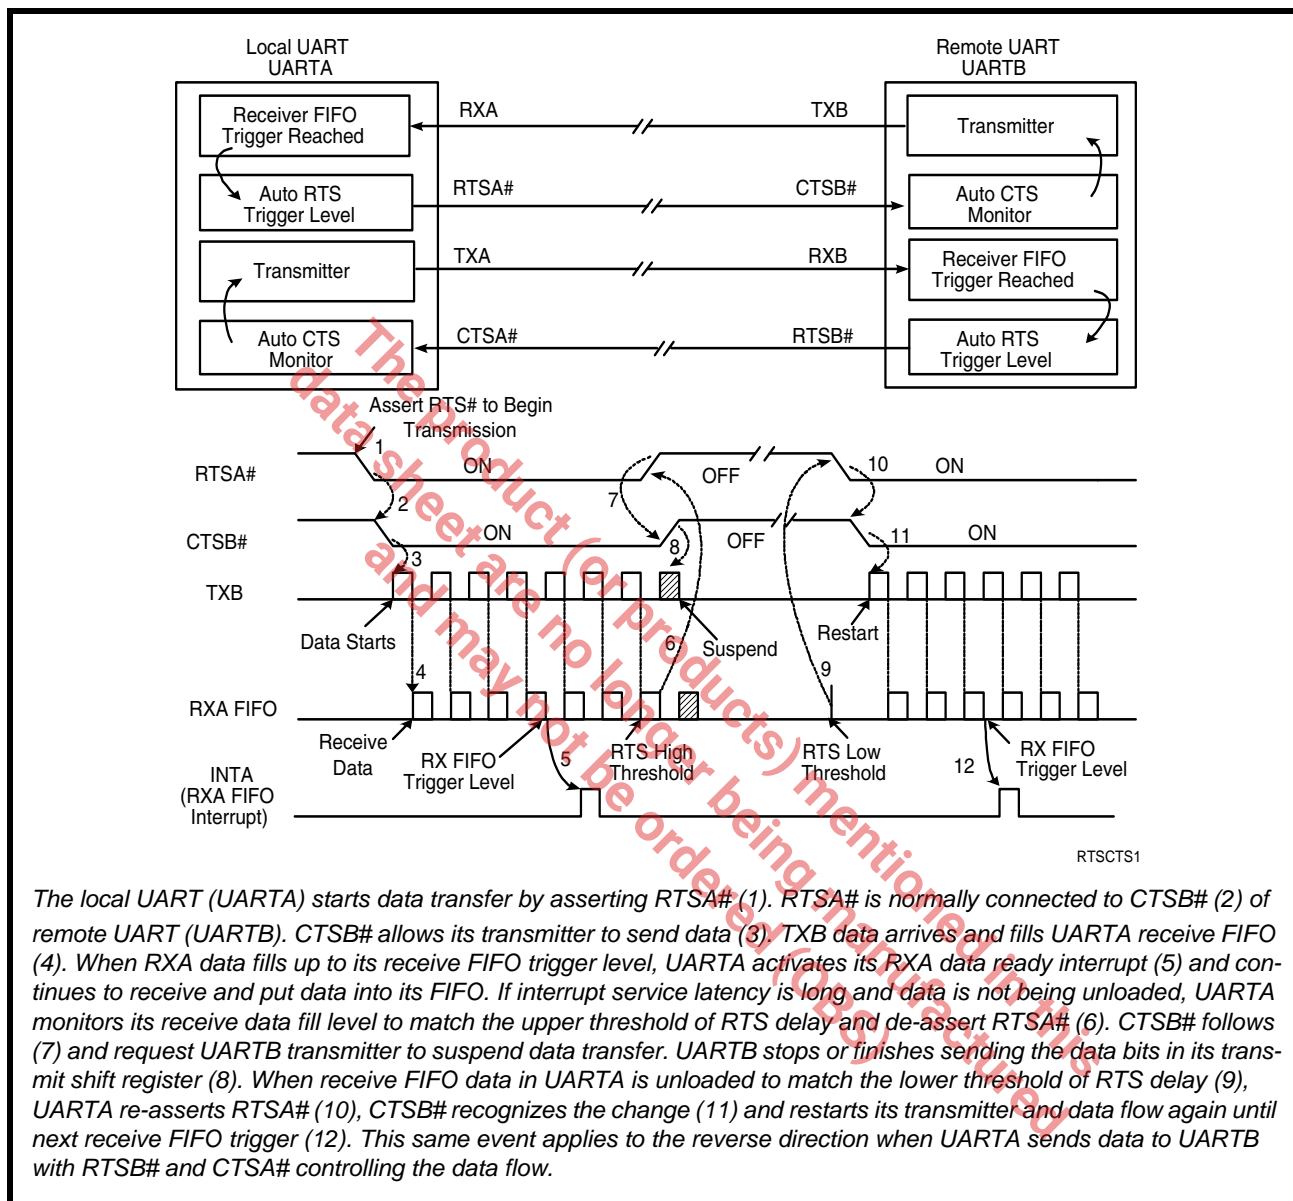 Local UART
UARTA
Remote UART
UARTB
Receiver FIFO
Trigger Reached
RXA
TXB
Transmitter
Auto RTS
Trigger Level
RTSA#
CTSB#
Auto CTS
Monitor
Transmitter
TXA
RXB
Receiver FIFO
Trigger Reached
Auto CTS
Monitor
CTSA#
RTSB#
Auto RTS
Trigger Level
Assert RTS# to Begin
Transmission
RTSA#
1
ON
7
OFF
10
ON
2
CTSB#
ON
8
OFF
11
ON
3
TXB
Data Starts
6
Suspend
Restart
4
9
RXA FIFO
Receive
Data
RX FIFO
Trigger Level
5
RTS High
Threshold
RTS Low
Threshold
12
RX FIFO
Trigger Level
INTA
(RXA FIFO
Interrupt)
RTSCTS1
The local UART (UARTA) starts data transfer by asserting RTSA# (1). RTSA# is normally connected to CTSB# (2) of
remote UART (UARTB). CTSB# allows its transmitter to send data (3). TXB data arrives and fills UARTA receive FIFO
(4). When RXA data fills up to its receive FIFO trigger level, UARTA activates its RXA data ready interrupt (5) and con-
tinues to receive and put data into its FIFO. If interrupt service latency is long and data is not being unloaded, UARTA
monitors its receive data fill level to match the upper threshold of RTS delay and de-assert RTSA# (6). CTSB# follows
(7) and request UARTB transmitter to suspend data transfer. UARTB stops or finishes sending the data bits in its trans-
mit shift register (8). When receive FIFO data in UARTA is unloaded to match the lower threshold of RTS delay (9),
UARTA re-asserts RTSA# (10), CTSB# recognizes the change (11) and restarts its transmitter and data flow again until
next receive FIFO trigger (12). This same event applies to the reverse direction when UARTA sends data to UARTB
with RTSB# and CTSA# controlling the data flow.
The product (or products) mentioned in this
data sheet are no longer being manufactured
and may not be ordered (OBS)